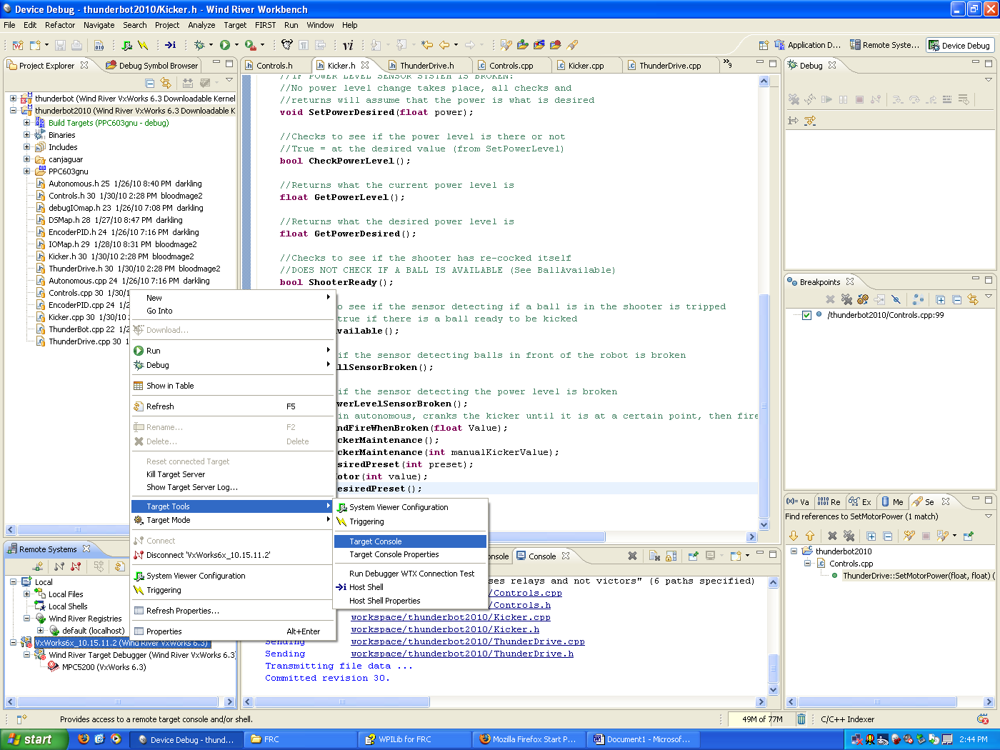 Device Debug - thunderbot2010/Kicker.h - Wind River Workbench
File Edit Refactor Navigate Search Project Analyze Target FIRST Run Window Help
Application D... Remote Syste... Device Debug
Project Explorer Debug Symbol Browser
thunderbot (Wind River VxWorks 6.3 Downloadable Kernel
thunderbot2010 (Wind River VxWorks 6.3 Downloadable K
Build Targets (PPC603gnu - debug)
Binaries
Includes
canjaguar
PPC603gnu
Autonomous.h 25 1/26/10 8:40 PM darkling
Controls.h 30 1/30/10 2:28 PM bloodmage2
debugIOmap.h 23 1/26/10 7:08 PM darkling
DSMap.h 28 1/27/10 8:47 PM darkling
EncoderPID.h 24 1/26/10 7:16 PM darkling
IOMap.h 29 1/28/10 8:31 PM bloodmage2
Kicker.h 30 1/30/10 2:28 PM bloodmage2
ThunderDrive.h 30 1/30/10 2:28 PM bloodmage2
Autonomous.cpp 24 1/26/10 7:16 PM darkling
Controls.cpp 30 1/30/1
EncoderPID.cpp 24 1/2
Kicker.cpp 30 1/30/10
ThunderBot.cpp 22 1/2
ThunderDrive.cpp 30 1
New
Go Into
Download...
Run
Debug
Show in Table
Refresh F5
Rename... F2
Delete... Delete
Reset connected Target
Kill Target Server
Show Target Server Log...
Target Tools
Target Mode
Connect
Disconnect 'VxWorks6x_10.15.11.2'
System Viewer Configuration
Triggering
Refresh Properties...
Properties Alt+Enter
System Viewer Configuration
Triggering
Target Console
Target Console Properties
Run Debugger WTX Connection Test
Host Shell
Host Shell Properties
Remote Systems
Local
Local Files
Local Shells
Wind River Registries
default (localhost)
VxWorks6x_10.15.11.2 (Wind River VxWorks 6.3)
Wind River Target Debugger (Wind River VxWorks 6.3
MPC5200 (VxWorks 6.3)
Controls.h Kicker.h ThunderDrive.h Controls.cpp Kicker.cpp ThunderDrive.cpp 9
//IF POWER LEVEL SENSOR SYSTEM IS BROKEN:
//No power level change takes place, all checks and
//returns will assume that the power is what is desired
void SetPowerDesired(float power);
//Checks to see if the power level is there or not
//True = at the desired value (from SetPowerLevel)
bool CheckPowerLevel();
//Returns what the current power level is
float GetPowerLevel();
//Returns what the desired power level is
float GetPowerDesired();
//Checks to see if the shooter has re-cocked itself
//DOES NOT CHECK IF A BALL IS AVAILABLE (See BallAvailable)
bool ShooterReady();
o see if the sensor detecting if a ball is in the shooter is tripped
true if there is a ball ready to be kicked
vailable();
if the sensor detecting balls in front of the robot is broken
llSensorBroken();
if the sensor detecting the power level is broken
werLevelSensorBroken();
in autonomous, cranks the kicker until it is at a certain point, then fire
ndFireWhenBroken(float Value);
ckerMaintenance();
ckerMaintenance(int manualKickerValue);
siredPreset(int preset);
otor(int value);
esiredPreset();
onsole Console
ses relays and not victors" (6 paths specified)
/Controls.cpp
/Controls.h
workspace/thunderbot2010/Kicker.cpp
workspace/thunderbot2010/Kicker.h
Sending workspace/thunderbot2010/ThunderDrive.cpp
Sending workspace/thunderbot2010/ThunderDrive.h
Transmitting file data ...
Committed revision 30.
Debug
Breakpoints
/thunderbot2010/Controls.cpp:99
Va Re Ex Me Se
Find references to SetMotorPower (1 match)
thunderbot2010
Controls.cpp
ThunderDrive::SetMotorPower(float, float) (
Provides access to a remote target console and/or shell.
49M of 77M
C/C++ Indexer
start
Device Debug - thund...
FRC
WPILib for FRC
Mozilla Firefox Start P...
Document1 - Microsof...
2:44 PM